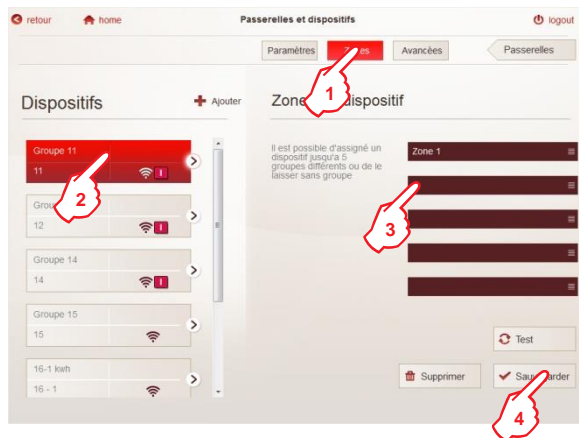 retour
home
Passerelles et dispositifs
logout
Paramètres
Avancées
Passerelles
1
Dispositifs
Ajouter
Groupe 11
11
I
2
12
I
Groupe 14
14
I
Groupe 15
15
16-1 kwh
16 - 1
Il est possible d'assigné un
dispositif jusqu'a 5
groupes différents ou de le
laisser sans groupe
Zone 1
3
Test
Supprimer
4